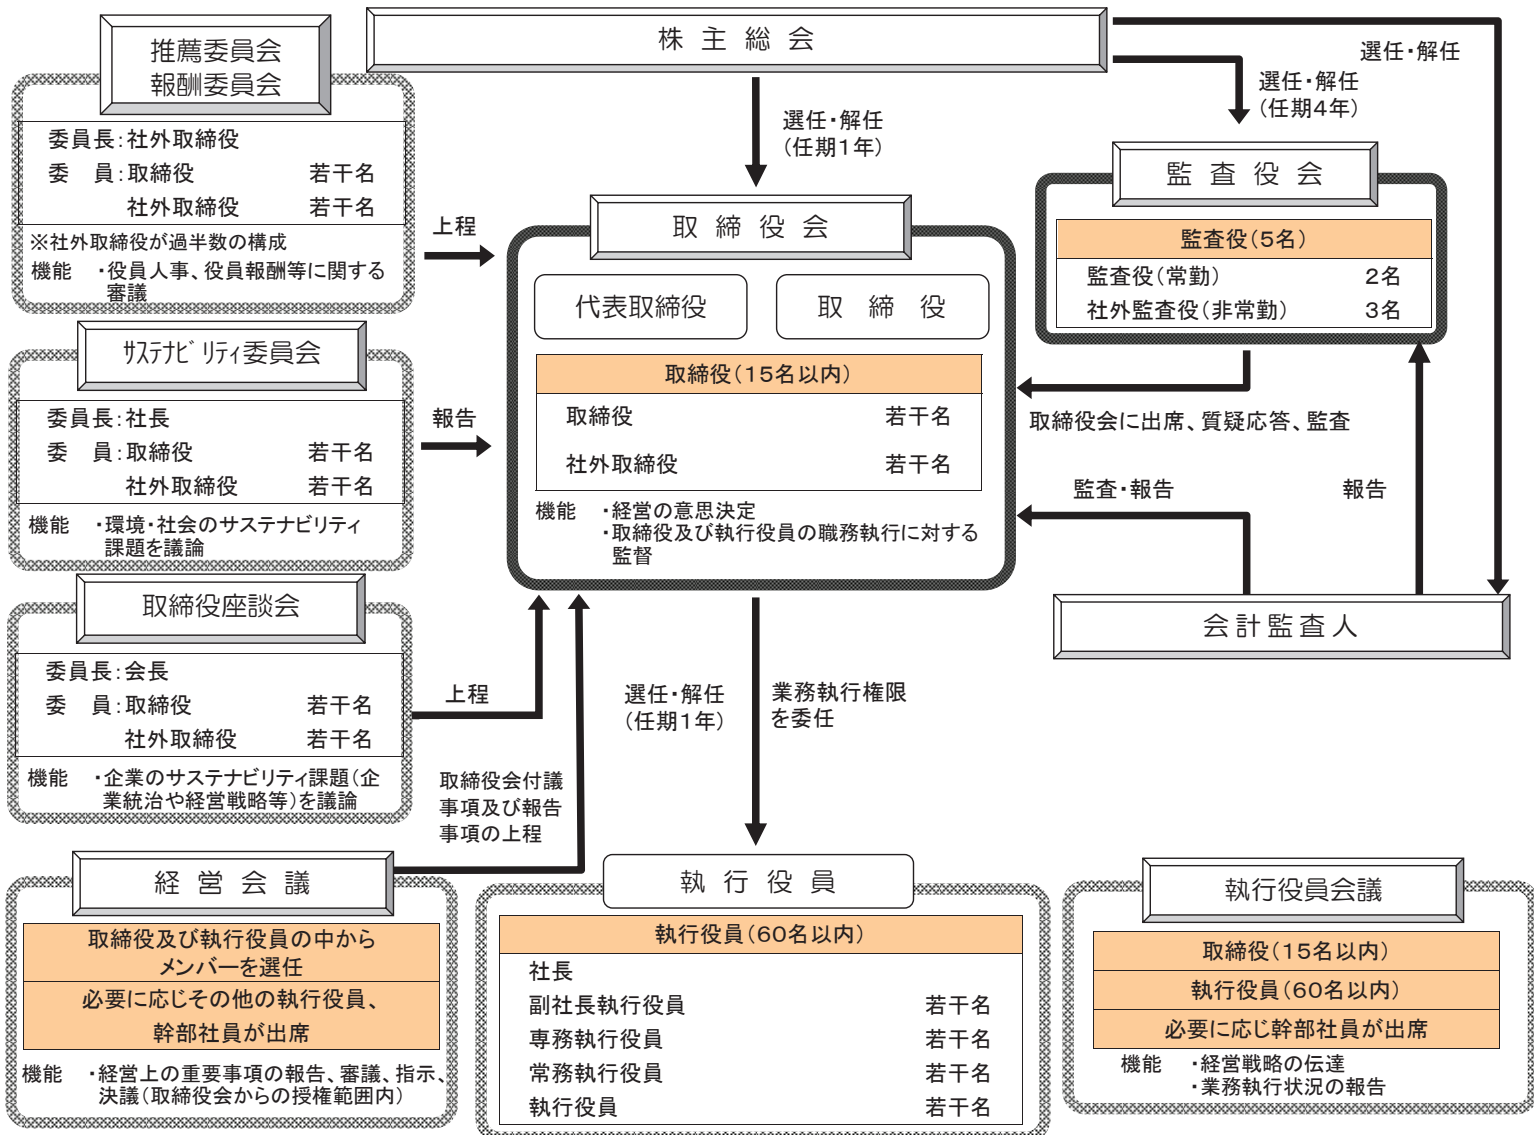 株主総会
選任・解任
選任・解任
(任期4年)
選任・解任
(任期1年)
推薦委員会
報酬委員会
委員長:社外取締役
委　員:取締役　若干名
社外取締役　若干名
※社外取締役が過半数の構成
機能　・役員人事、役員報酬等に関する
審議
上程
サステナビリティ委員会
委員長:社長
委　員:取締役　若干名
社外取締役　若干名
機能　・環境・社会のサステナビリティ
課題を議論
報告
取締役座談会
委員長:会長
委　員:取締役　若干名
社外取締役　若干名
機能　・企業のサステナビリティ課題(企
業統治や経営戦略等)を議論
上程
取締役会
代表取締役　取締役
取締役(15名以内)
取締役　若干名
社外取締役　若干名
機能　・経営の意思決定
・取締役及び執行役員の職務執行に対する
監督
監査役会
監査役(5名)
監査役(常勤)　2名
社外監査役(非常勤)　3名
取締役会に出席、質疑応答、監査
監査・報告　報告
会計監査人
選任・解任
(任期1年)
業務執行権限
を委任
取締役会付議
事項及び報告
事項の上程
経営会議
取締役及び執行役員の中から
メンバーを選任
必要に応じその他の執行役員、
幹部社員が出席
機能　・経営上の重要事項の報告、審議、指示、
決議(取締役会からの授権範囲内)
執行役員
執行役員(60名以内)
社長
副社長執行役員　若干名
専務執行役員　若干名
常務執行役員　若干名
執行役員　若干名
執行役員会議
取締役(15名以内)
執行役員(60名以内)
必要に応じ幹部社員が出席
機能　・経営戦略の伝達
・業務執行状況の報告